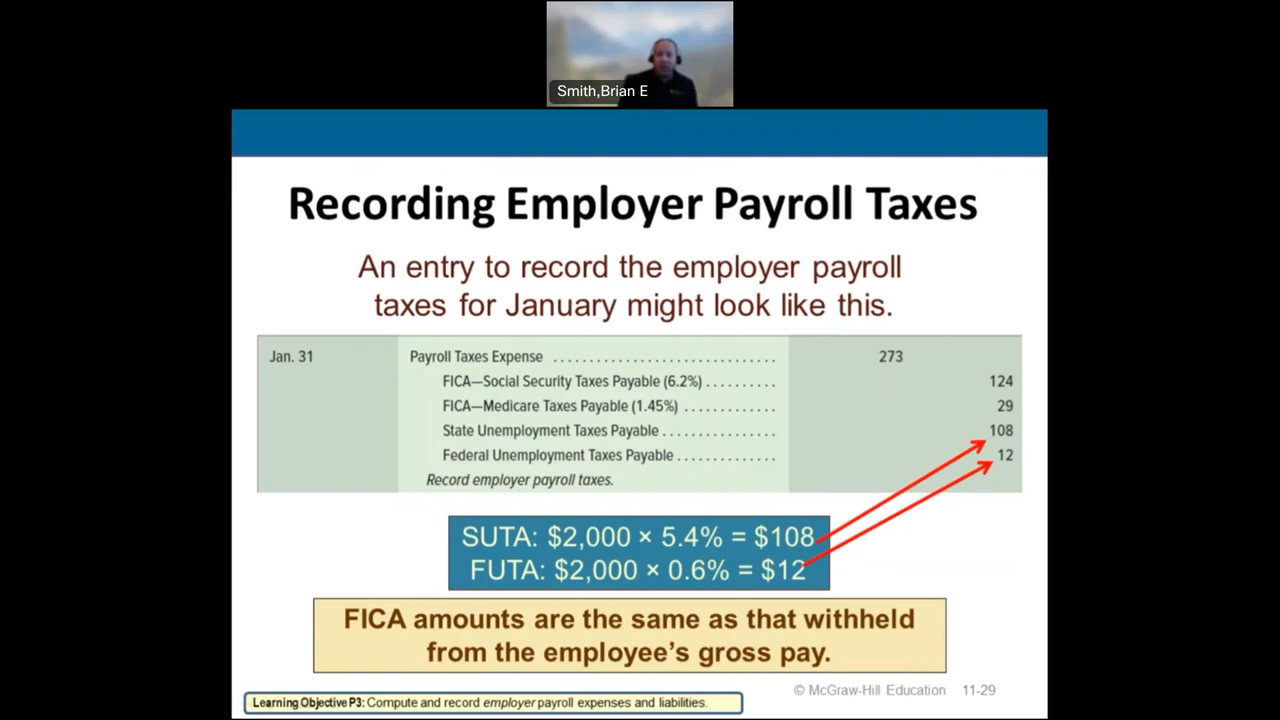 Smith,Brian E
Recording Employer Payroll Taxes
An entry to record the employer payroll
taxes for January might look like this.
Jan. 31 Payroll Taxes Expense .............................. 273
FICA—Social Security Taxes Payable (6.2%) .......... 124
FICA—Medicare Taxes Payable (1.45%) ............. 29
State Unemployment Taxes Payable ................ 108
Federal Unemployment Taxes Payable .............. 12
Record employer payroll taxes.
SUTA: $2,000 × 5.4% = $108
FUTA: $2,000 × 0.6% = $12
FICA amounts are the same as that withheld
from the employee's gross pay.
© McGraw-Hill Education 11-29
Learning Objective P3: Compute and record employer payroll expenses and liabilities.